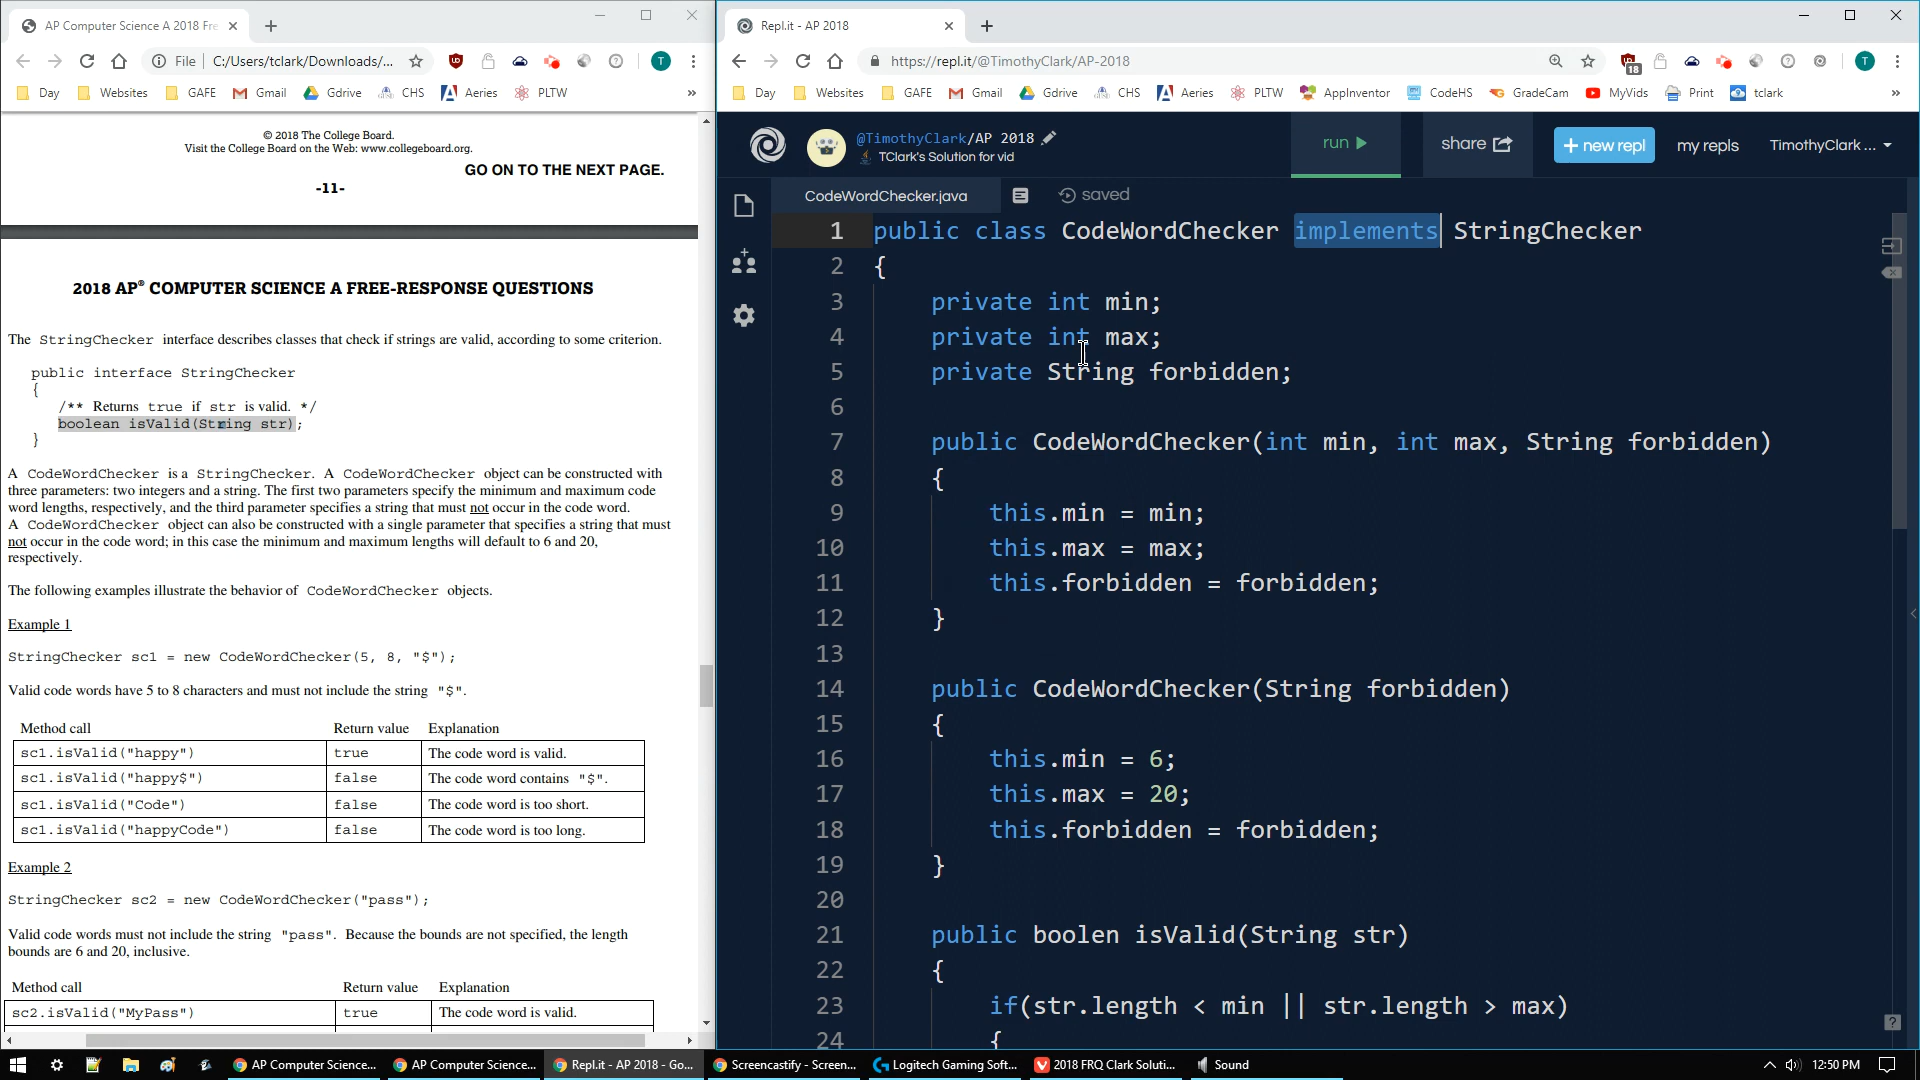 AP Computer Science A 2018 Fre
File C:/Users/tclark/Downloads/...
T
Day Websites GAFE Gmail Gdrive CHS Aeries PLTW »
© 2018 The College Board.
Visit the College Board on the Web: www.collegeboard.org.
GO ON TO THE NEXT PAGE.
-11-
2018 AP® COMPUTER SCIENCE A FREE-RESPONSE QUESTIONS
The StringChecker interface describes classes that check if strings are valid, according to some criterion.
public interface StringChecker
{
/** Returns true if str is valid. */
boolean isValid(String str);
}
A CodeWordChecker is a StringChecker. A CodeWordChecker object can be constructed with
three parameters: two integers and a string. The first two parameters specify the minimum and maximum code
word lengths, respectively, and the third parameter specifies a string that must not occur in the code word.
A CodeWordChecker object can also be constructed with a single parameter that specifies a string that must
not occur in the code word; in this case the minimum and maximum lengths will default to 6 and 20,
respectively.
The following examples illustrate the behavior of CodeWordChecker objects.
Example 1
StringChecker sc1 = new CodeWordChecker(5, 8, "$");
Valid code words have 5 to 8 characters and must not include the string "$".
Method call Return value Explanation
sc1.isValid("happy") true The code word is valid.
sc1.isValid("happy$") false The code word contains "$".
sc1.isValid("Code") false The code word is too short.
sc1.isValid("happyCode") false The code word is too long.
Example 2
StringChecker sc2 = new CodeWordChecker("pass");
Valid code words must not include the string "pass". Because the bounds are not specified, the length
bounds are 6 and 20, inclusive.
Method call Return value Explanation
sc2.isValid("MyPass") true The code word is valid.
Repl.it - AP 2018
https://repl.it/@TimothyClark/AP-2018
18
T
Day Websites GAFE Gmail Gdrive CHS Aeries PLTW AppInventor CodeHS GradeCam MyVids Print tclark »
@TimothyClark/AP 2018
TClark's Solution for vid
run
share
+ new repl
my repls
TimothyClark ...
CodeWordChecker.java
saved
1 public class CodeWordChecker implements StringChecker
2 {
3 private int min;
4 private int max;
5 private String forbidden;
6
7 public CodeWordChecker(int min, int max, String forbidden)
8 {
9 this.min = min;
10 this.max = max;
11 this.forbidden = forbidden;
12 }
13
14 public CodeWordChecker(String forbidden)
15 {
16 this.min = 6;
17 this.max = 20;
18 this.forbidden = forbidden;
19 }
20
21 public boolen isValid(String str)
22 {
23 if(str.length < min || str.length > max)
24 {
AP Computer Science... AP Computer Science... Repl.it - AP 2018 - Go... Screencastify - Screen... Logitech Gaming Soft... 2018 FRQ Clark Soluti... Sound 12:50 PM